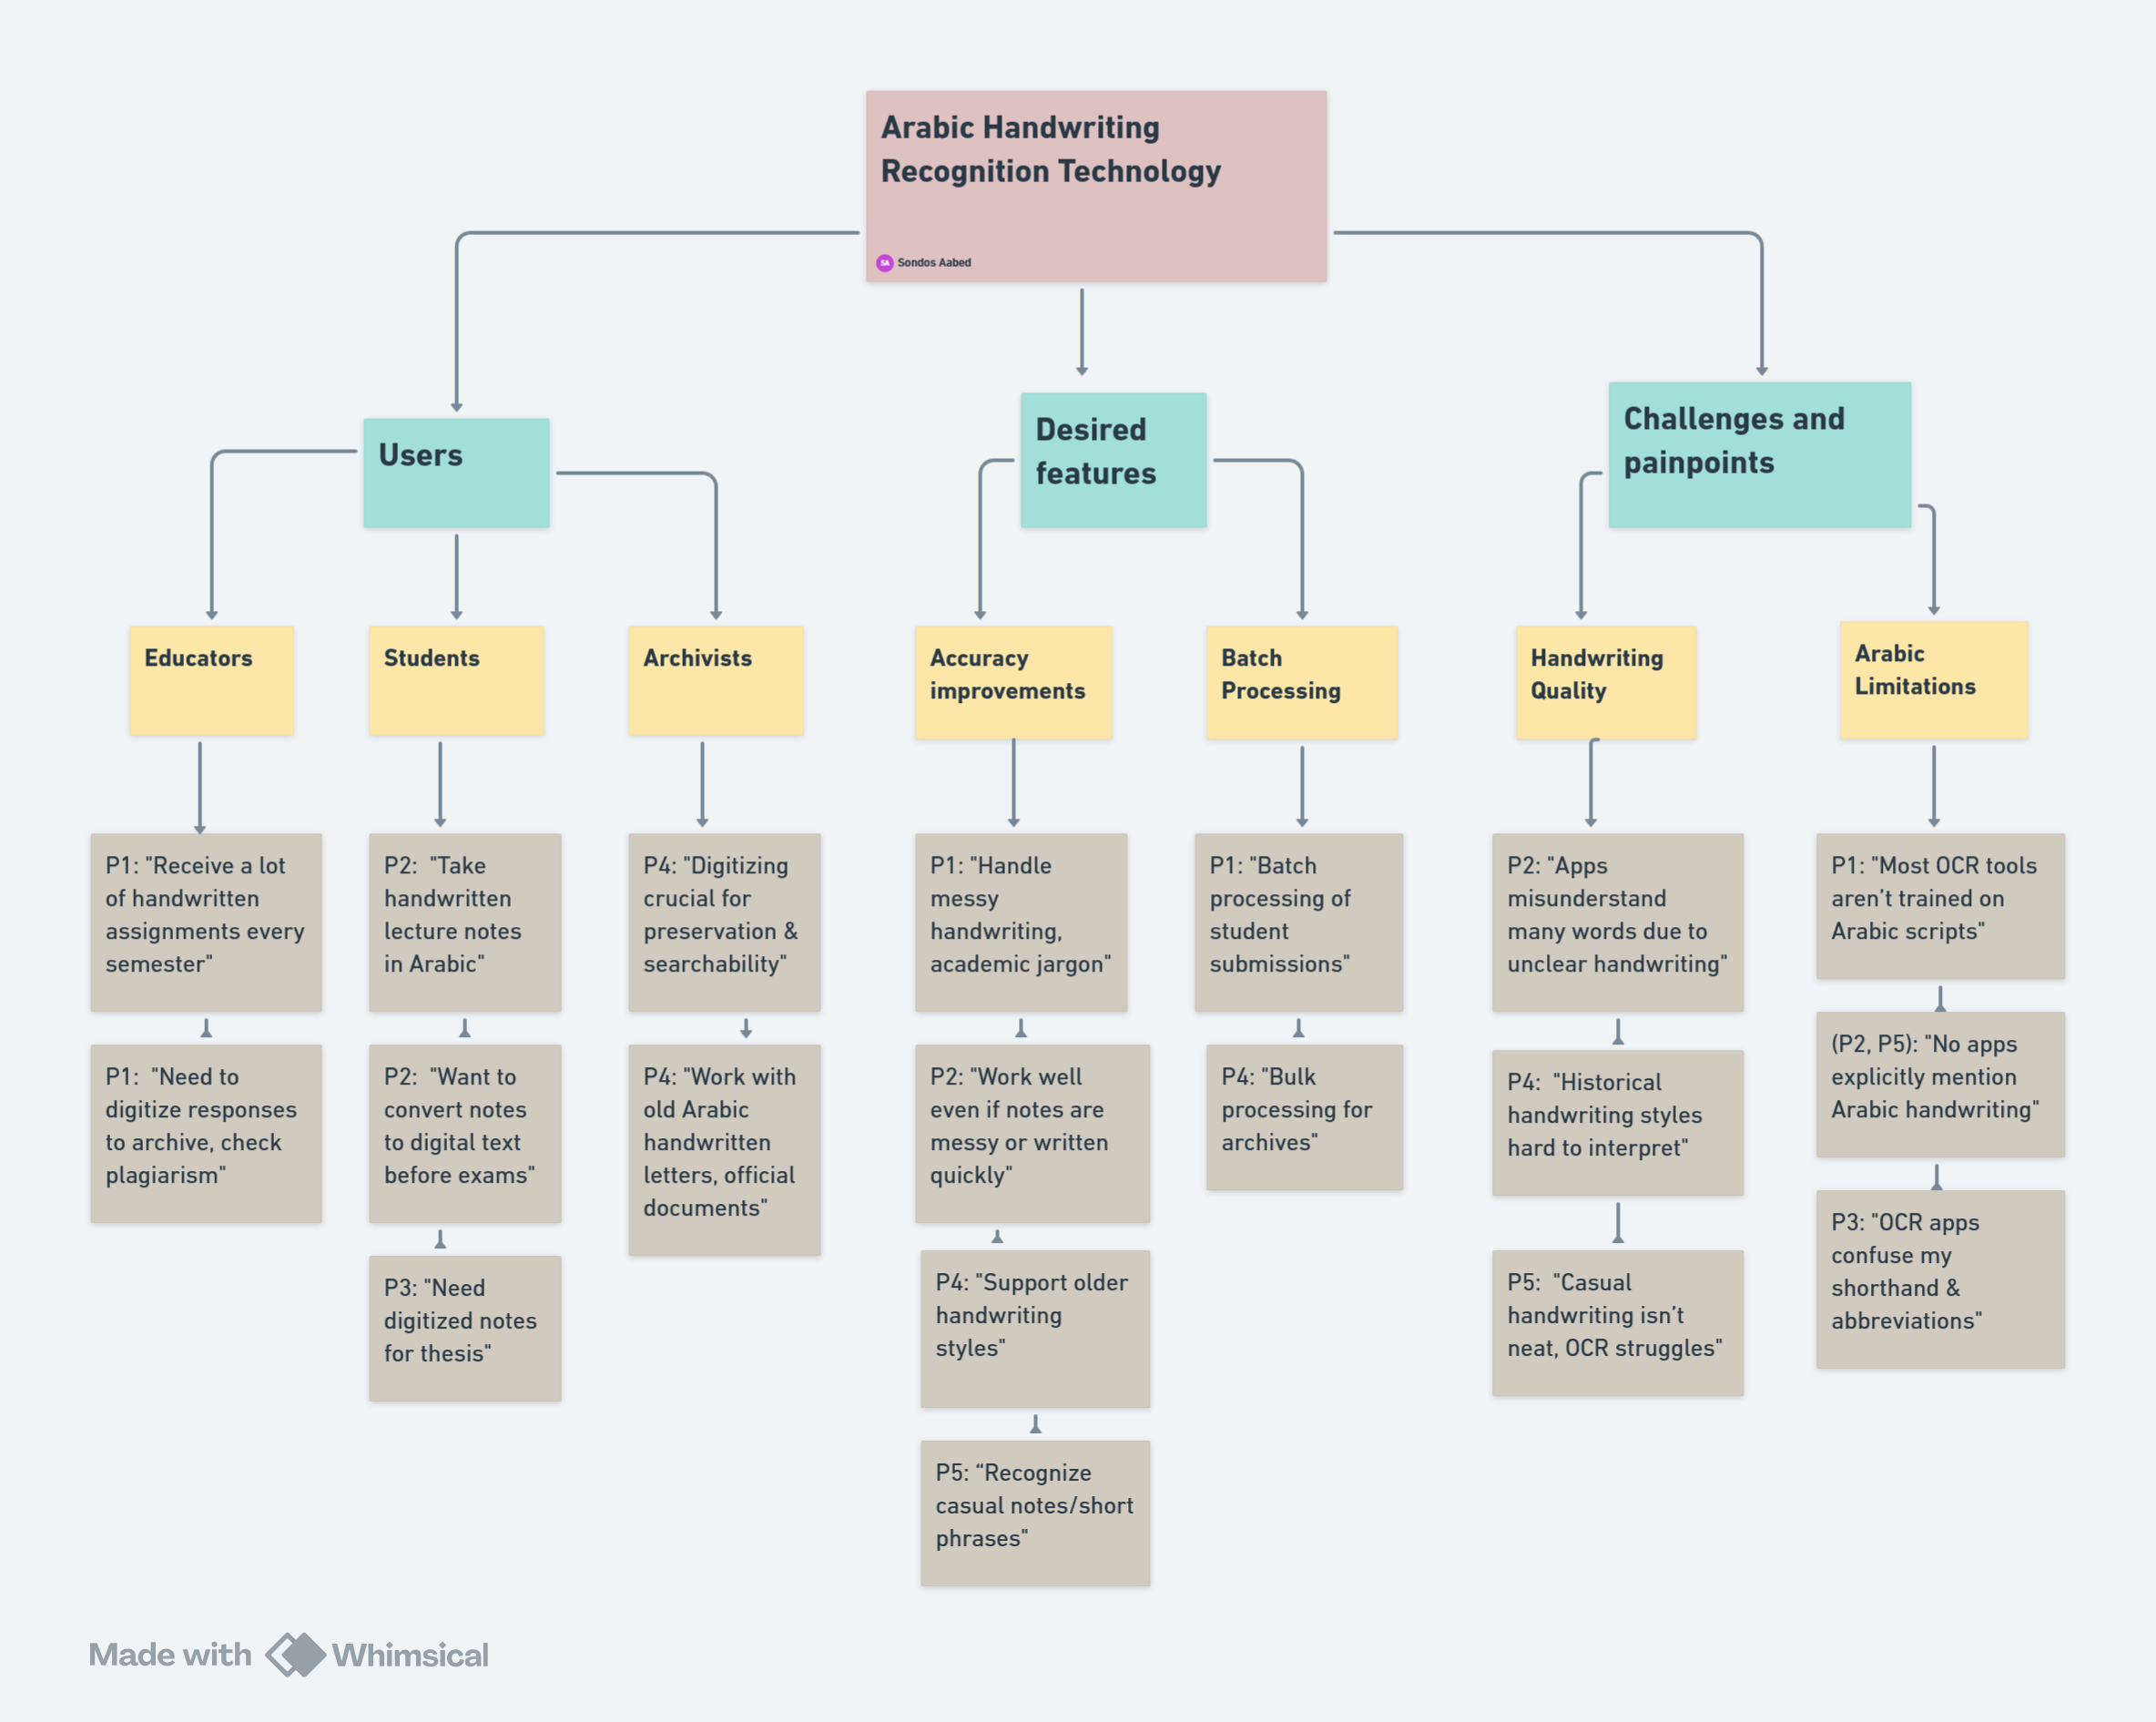 Arabic Handwriting
Recognition Technology
SA Sondos Aabed
Users
Desired
features
Challenges and
painpoints
Educators
Students
Archivists
Accuracy
improvements
Batch
Processing
Handwriting
Quality
Arabic
Limitations
P1: "Receive a lot
of handwritten
assignments every
semester"
P1:  "Need to
digitize responses
to archive, check
plagiarism"
P2:  "Take
handwritten
lecture notes
in Arabic"
P2:  "Want to
convert notes
to digital text
before exams"
P3: "Need
digitized notes
for thesis"
P4: "Digitizing
crucial for
preservation &
searchability"
P4: "Work with
old Arabic
handwritten
letters, official
documents"
P1: "Handle
messy
handwriting,
academic jargon"
P2: "Work well
even if notes are
messy or written
quickly"
P4: "Support older
handwriting
styles"
P5: “Recognize
casual notes/short
phrases"
P1: "Batch
processing of
student
submissions"
P4: "Bulk
processing for
archives"
P2: "Apps
misunderstand
many words due to
unclear handwriting"
P4:  "Historical
handwriting styles
hard to interpret"
P5:  "Casual
handwriting isn’t
neat, OCR struggles"
P1: "Most OCR tools
aren’t trained on
Arabic scripts"
(P2, P5): "No apps
explicitly mention
Arabic handwriting"
P3: "OCR apps
confuse my
shorthand &
abbreviations"
Made with Whimsical